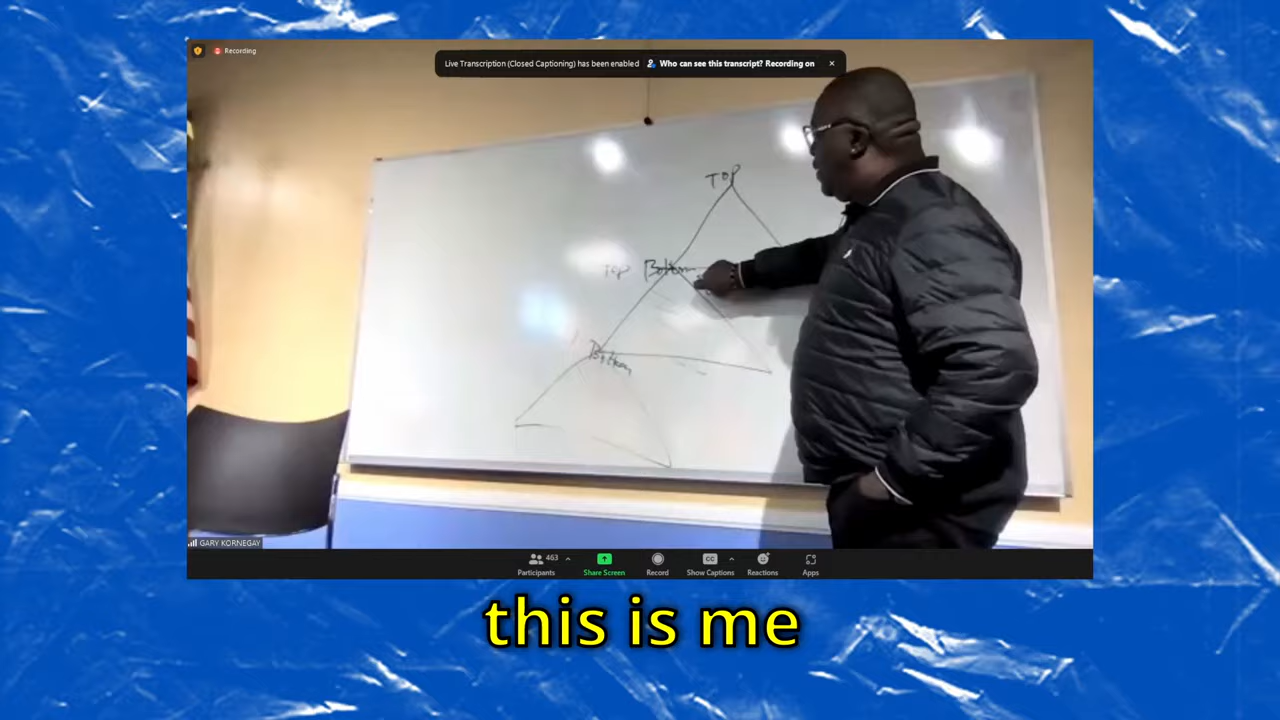 Recording
Live Transcription (Closed Captioning) has been enabled Who can see this transcript? Recording on ×
TOP
Top Bottom
Bottom
GARY KORNEGAY
463
Participants Share Screen Record Show Captions Reactions Apps
this is me